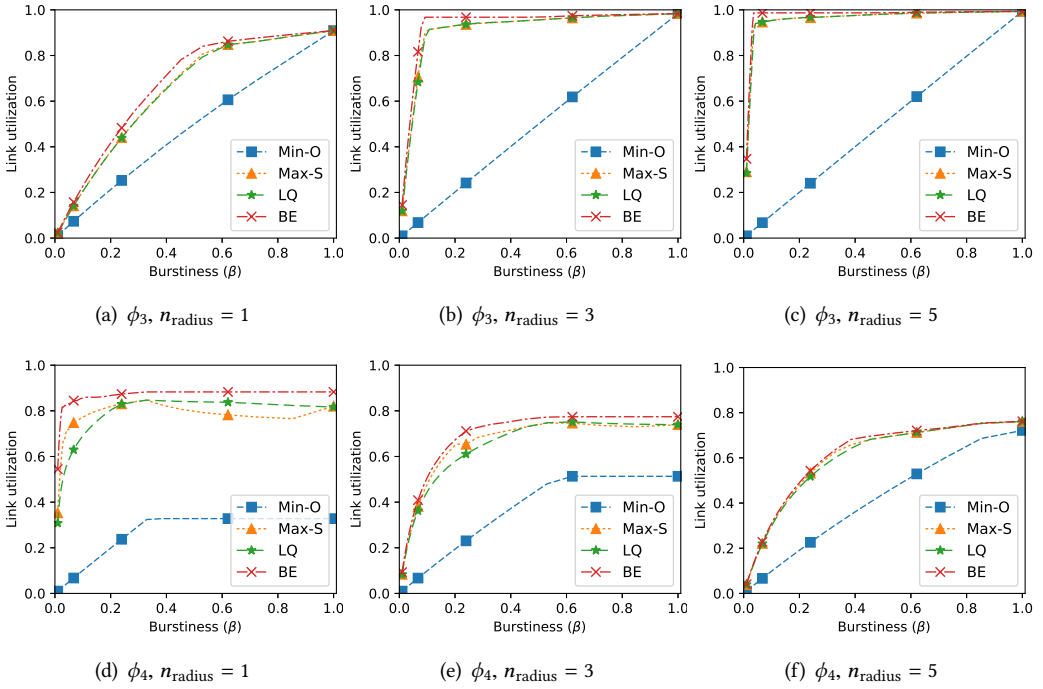 1.0
0.8
0.6
0.4
0.2
0.0
Link utilization
0.0 0.2 0.4 0.6 0.8 1.0
Burstiness (β)
Min-O
Max-S
LQ
BE
(a) ϕ3, nradius = 1
1.0
0.8
0.6
0.4
0.2
0.0
Link utilization
0.0 0.2 0.4 0.6 0.8 1.0
Burstiness (β)
Min-O
Max-S
LQ
BE
(b) ϕ3, nradius = 3
1.0
0.8
0.6
0.4
0.2
0.0
Link utilization
0.0 0.2 0.4 0.6 0.8 1.0
Burstiness (β)
Min-O
Max-S
LQ
BE
(c) ϕ3, nradius = 5
1.0
0.8
0.6
0.4
0.2
0.0
Link utilization
0.0 0.2 0.4 0.6 0.8 1.0
Burstiness (β)
Min-O
Max-S
LQ
BE
(d) ϕ4, nradius = 1
1.0
0.8
0.6
0.4
0.2
0.0
Link utilization
0.0 0.2 0.4 0.6 0.8 1.0
Burstiness (β)
Min-O
Max-S
LQ
BE
(e) ϕ4, nradius = 3
1.0
0.8
0.6
0.4
0.2
0.0
Link utilization
0.0 0.2 0.4 0.6 0.8 1.0
Burstiness (β)
Min-O
Max-S
LQ
BE
(f) ϕ4, nradius = 5